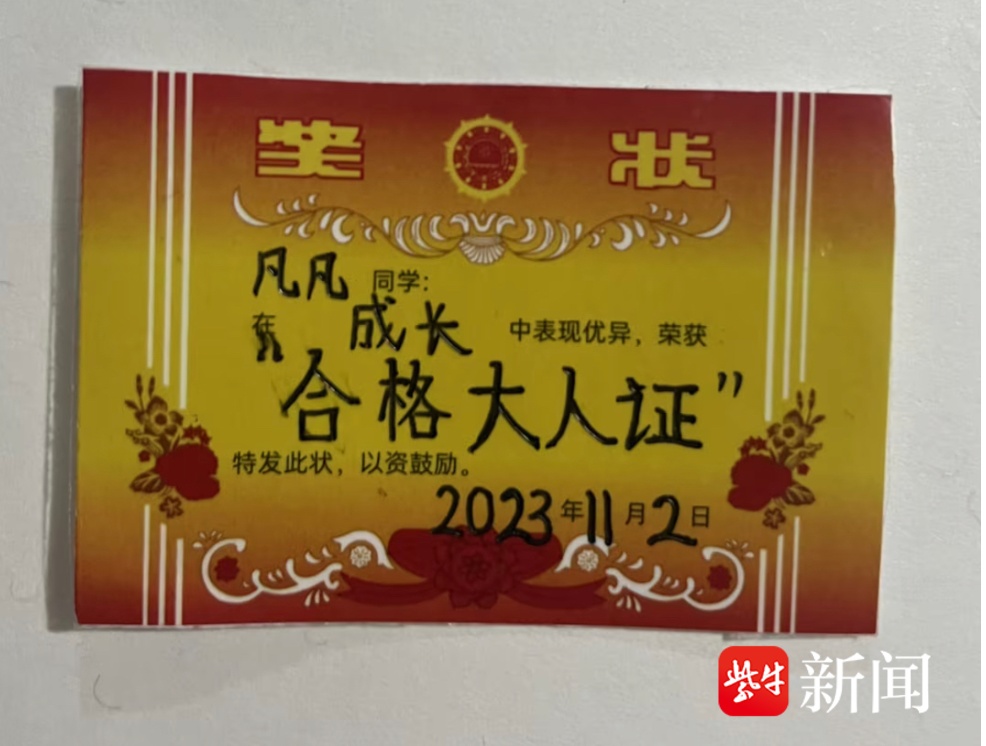 奖状
凡凡 同学：
在 成长 中表现优异，荣获
“合格大人证”
特发此状，以资鼓励。
2023年11月2日
紫牛新闻